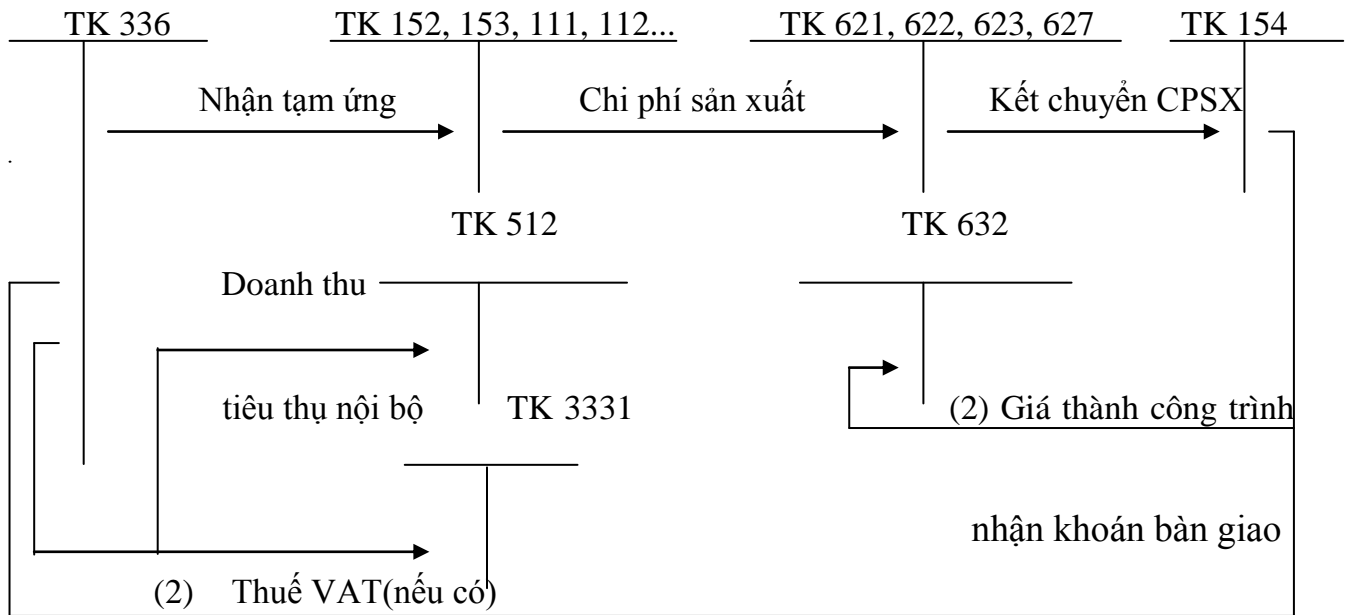 TK 336 TK 152, 153, 111, 112... TK 621, 622, 623, 627 TK 154
Nhận tạm ứng Chi phí sản xuất Kết chuyển CPSX
TK 512 TK 632
Doanh thu
tiêu thụ nội bộ TK 3331 (2) Giá thành công trình
nhận khoán bàn giao
(2) Thuế VAT(nếu có)